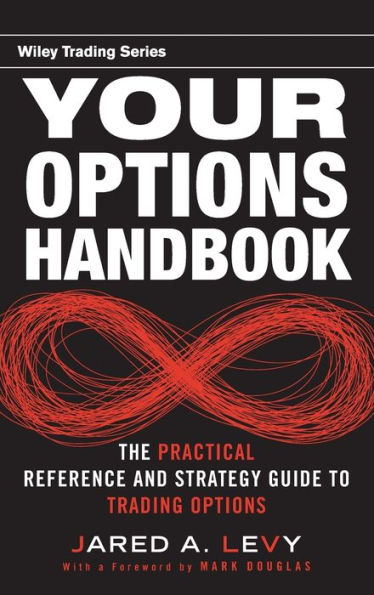 Wiley Trading Series
YOUR
OPTIONS
HANDBOOK
THE PRACTICAL
REFERENCE AND STRATEGY GUIDE TO
TRADING OPTIONS
JARED A. LEVY
With a Foreword by MARK DOUGLAS